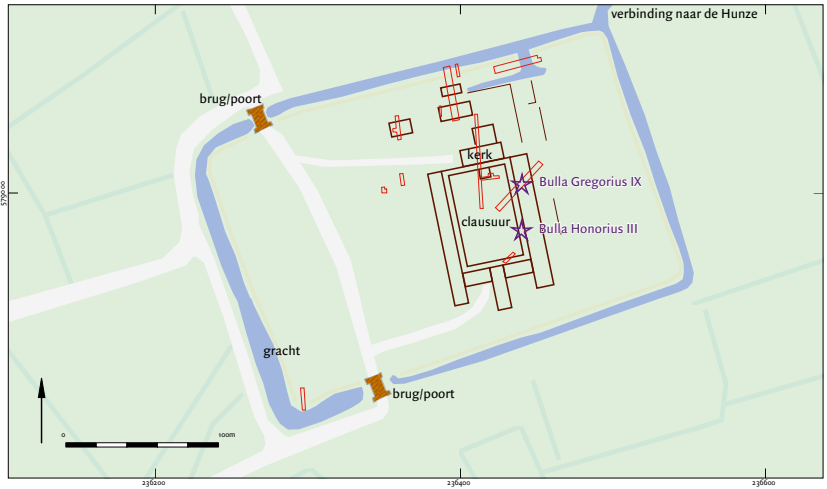 verbinding naar de Hunze
brug/poort
kerk
Bulla Gregorius IX
579000
clausuur
Bulla Honorius III
gracht
brug/poort
0 100m
236200 236400 236600